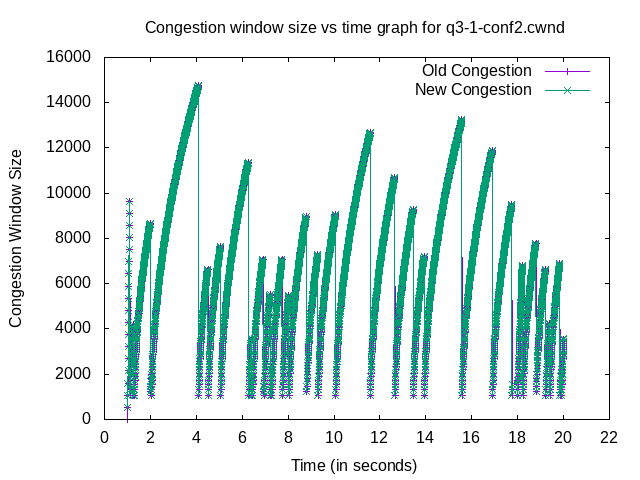 Congestion window size vs time graph for q3-1-conf2.cwnd
16000
14000
12000
10000
8000
6000
4000
2000
0
Congestion Window Size
Old Congestion
New Congestion
0 2 4 6 8 10 12 14 16 18 20 22
Time (in seconds)